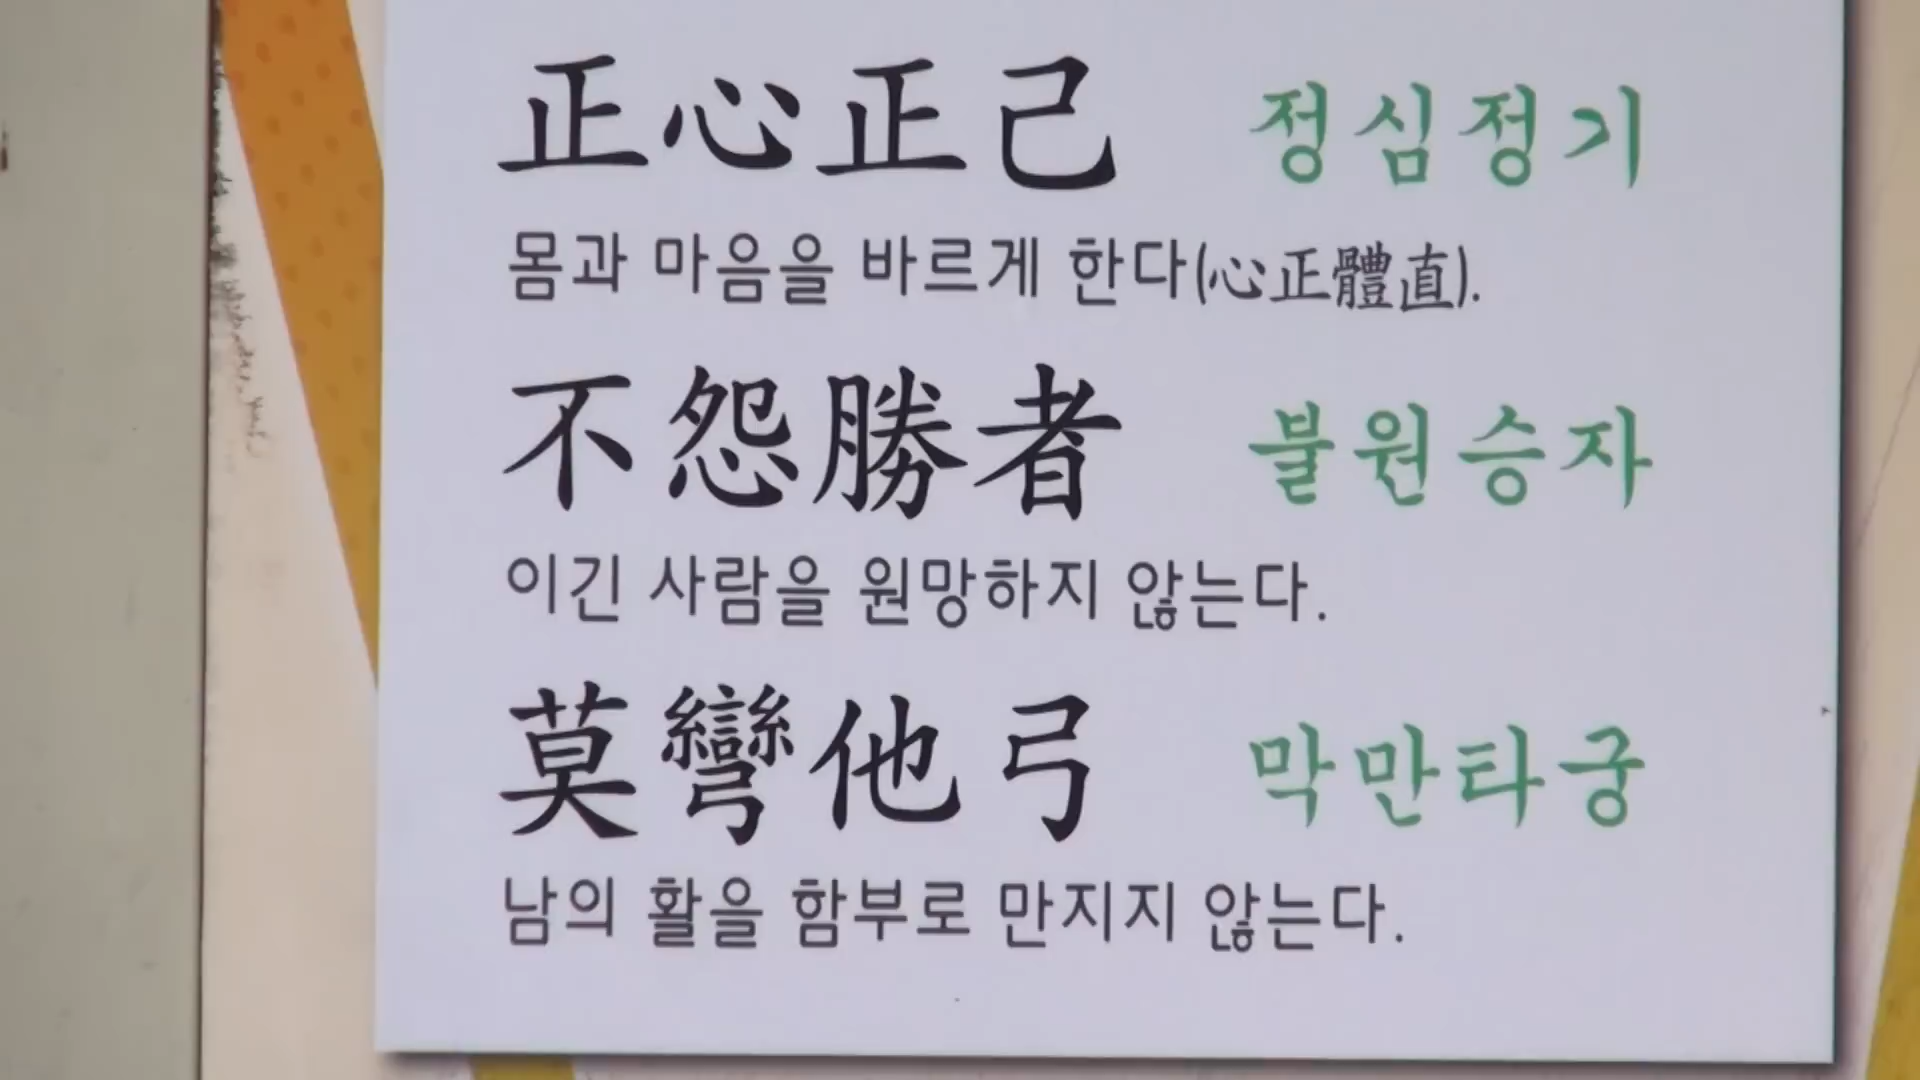 正心正己 정심정기
몸과 마음을 바르게 한다(心正體直).
不怨勝者 불원승자
이긴 사람을 원망하지 않는다.
莫彎他弓 막만타궁
남의 활을 함부로 만지지 않는다.